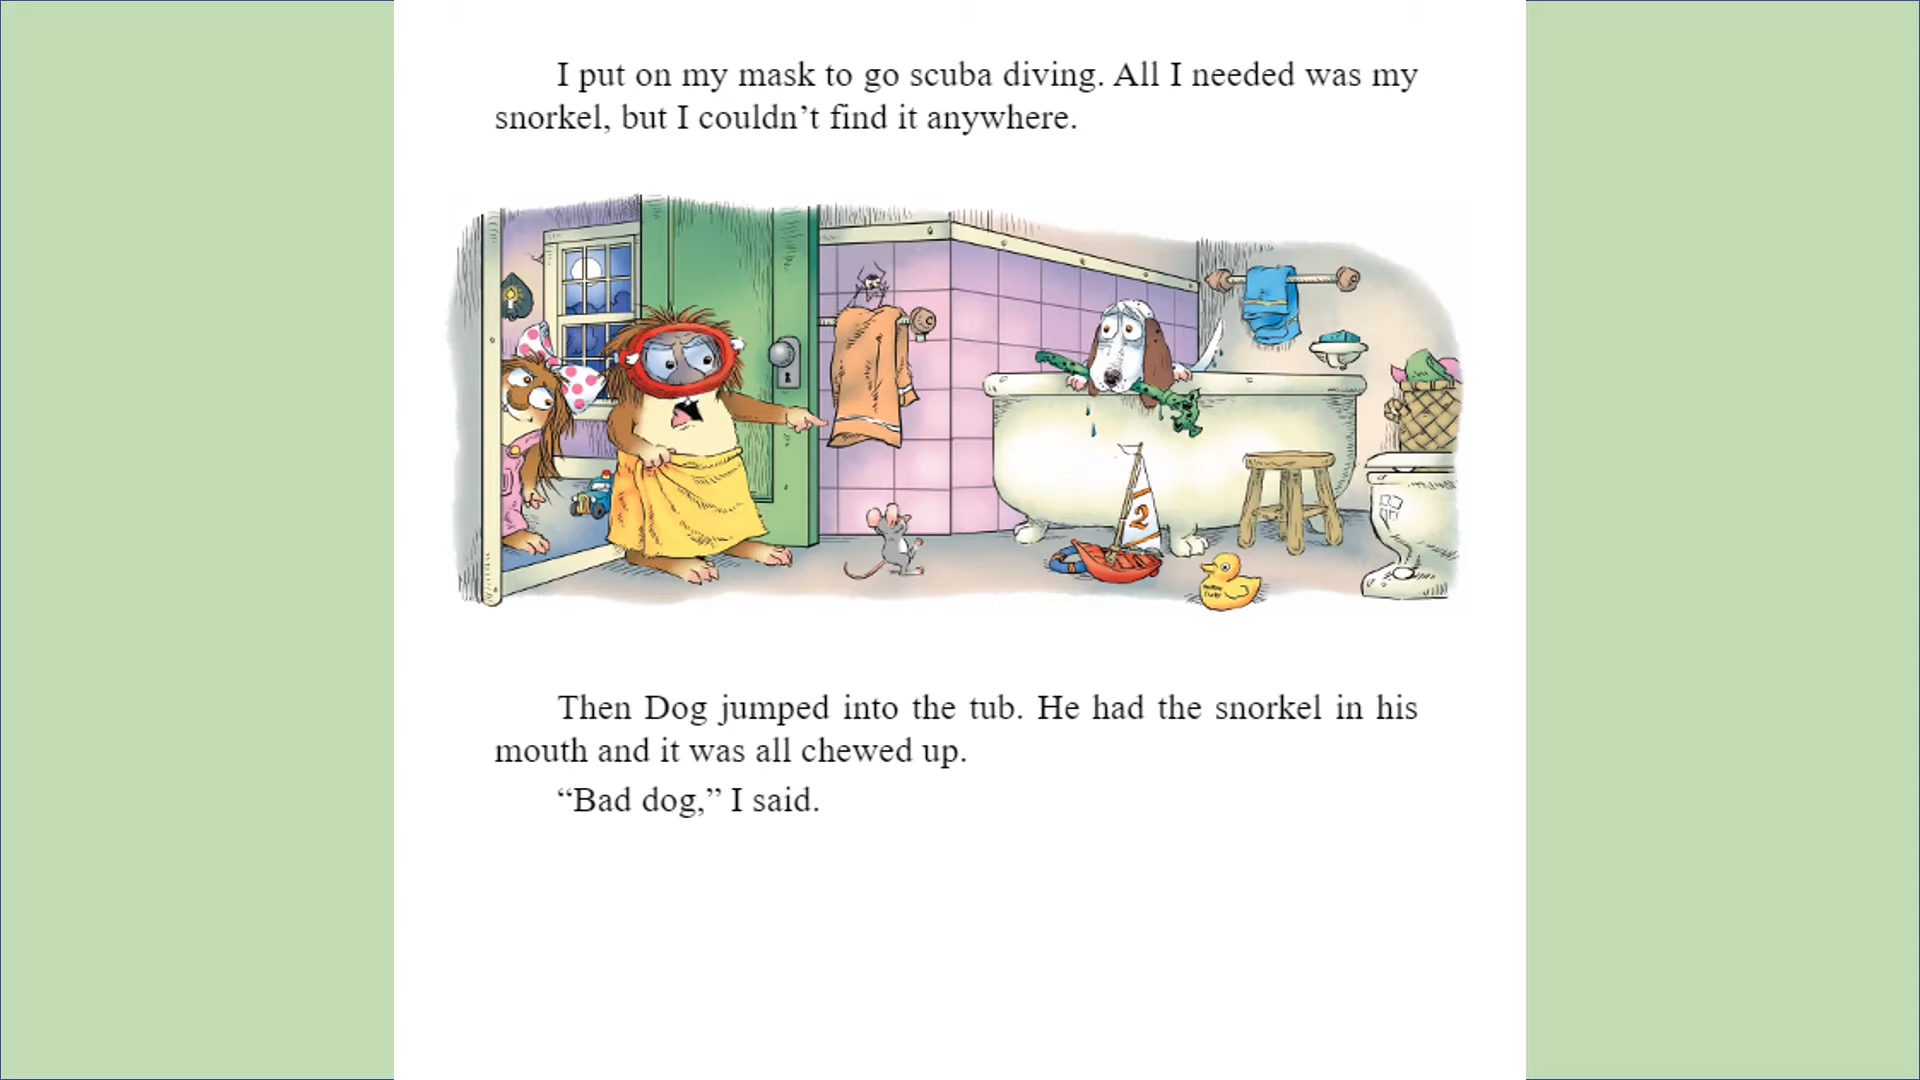 I put on my mask to go scuba diving. All I needed was my
snorkel, but I couldn’t find it anywhere.
2
Then Dog jumped into the tub. He had the snorkel in his
mouth and it was all chewed up.
“Bad dog,” I said.